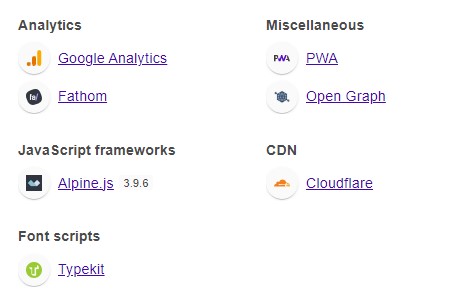 Analytics
Google Analytics
Fathom
Miscellaneous
PWA
PWA
Open Graph
JavaScript frameworks
Alpine.js 3.9.6
CDN
Cloudflare
Font scripts
Typekit